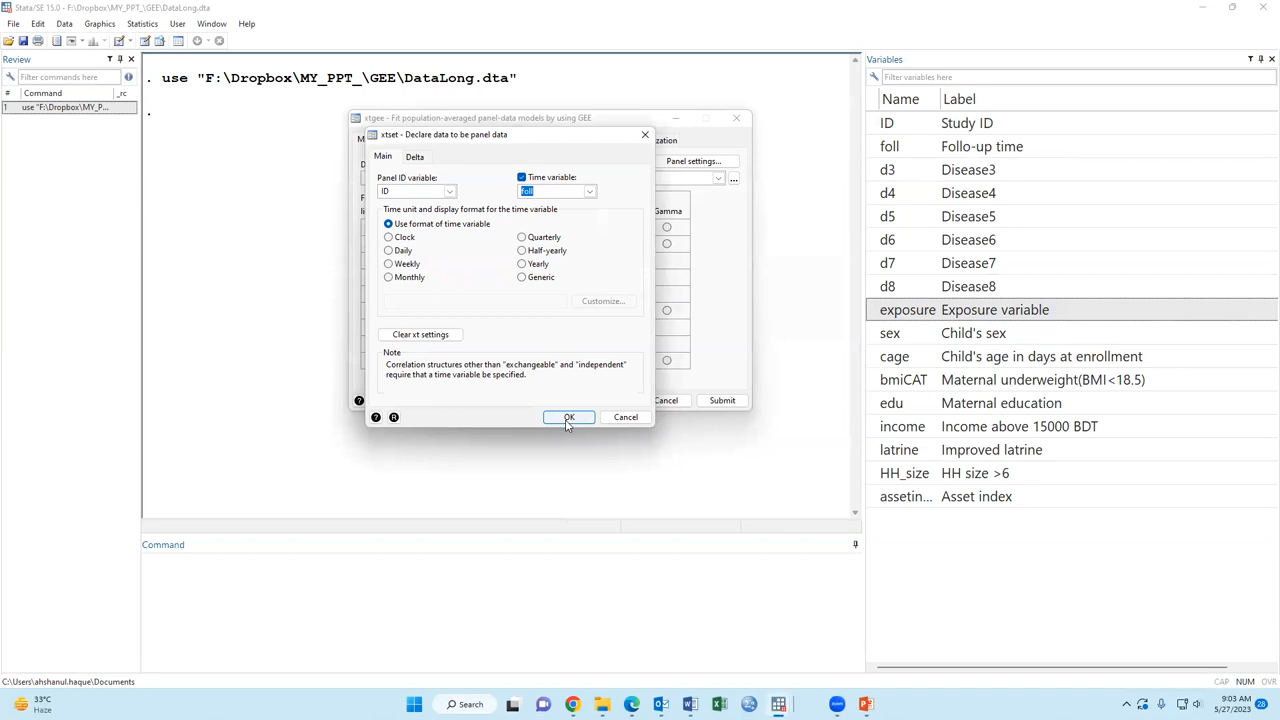 Stata/SE 15.0 - F:\Dropbox\MY_PPT_\GEE\DataLong.dta
File Edit Data Graphics Statistics User Window Help
Review
Filter commands here
# Command _rc
1 use "F:\Dropbox\MY_P...
. use "F:\Dropbox\MY_PPT_\GEE\DataLong.dta"
.
xtgee - Fit population-averaged panel-data models by using GEE
Panel settings...
...
Gamma
Cancel Submit
xtset - Declare data to be panel data
Main Delta
Panel ID variable: Time variable:
ID foll
Time unit and display format for the time variable
Use format of time variable
Clock Quarterly
Daily Half-yearly
Weekly Yearly
Monthly Generic
Customize...
Clear xt settings
Note
Correlation structures other than "exchangeable" and "independent"
require that a time variable be specified.
? R OK Cancel
Variables
Filter variables here
Name Label
ID Study ID
foll Follo-up time
d3 Disease3
d4 Disease4
d5 Disease5
d6 Disease6
d7 Disease7
d8 Disease8
exposure Exposure variable
sex Child's sex
cage Child's age in days at enrollment
bmiCAT Maternal underweight(BMI<18.5)
edu Maternal education
income Income above 15000 BDT
latrine Improved latrine
HH_size HH size >6
assetin... Asset index
Command
C:\Users\ahshanul.haque\Documents
CAP NUM OVR
33°C
Haze
Search
9:03 AM
5/27/2023
28